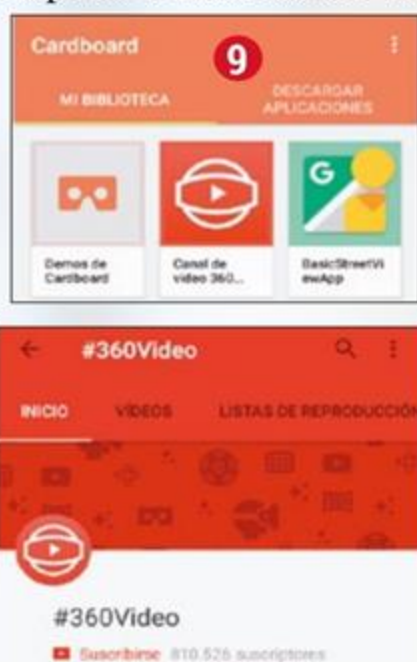 Cardboard
9
MI BIBLIOTECA
DESCARGAR
APLICACIONES
G
Demos de
Cardboard
Canal de
vídeo 360...
BasicStreetVi
ewApp
#360Video
INICIO
VÍDEOS
LISTAS DE REPRODUCCIÓN
#360Video
Suscribirse 810.526 suscriptores